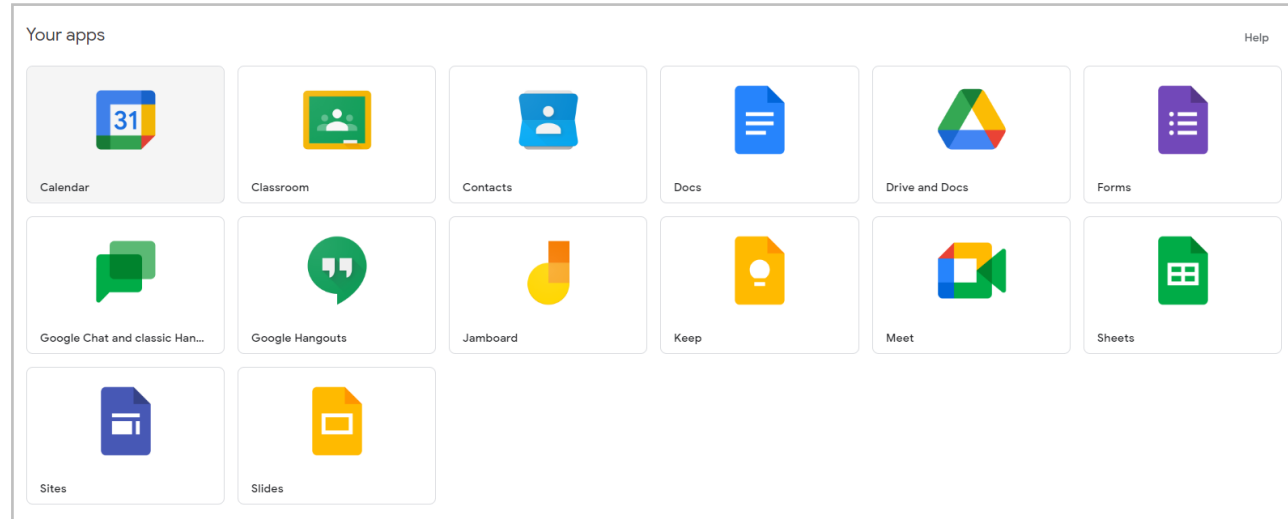 Your apps
Help
31
Calendar
Classroom
Contacts
Docs
Drive and Docs
Forms
Google Chat and classic Han...
Google Hangouts
Jamboard
Keep
Meet
Sheets
Sites
Slides